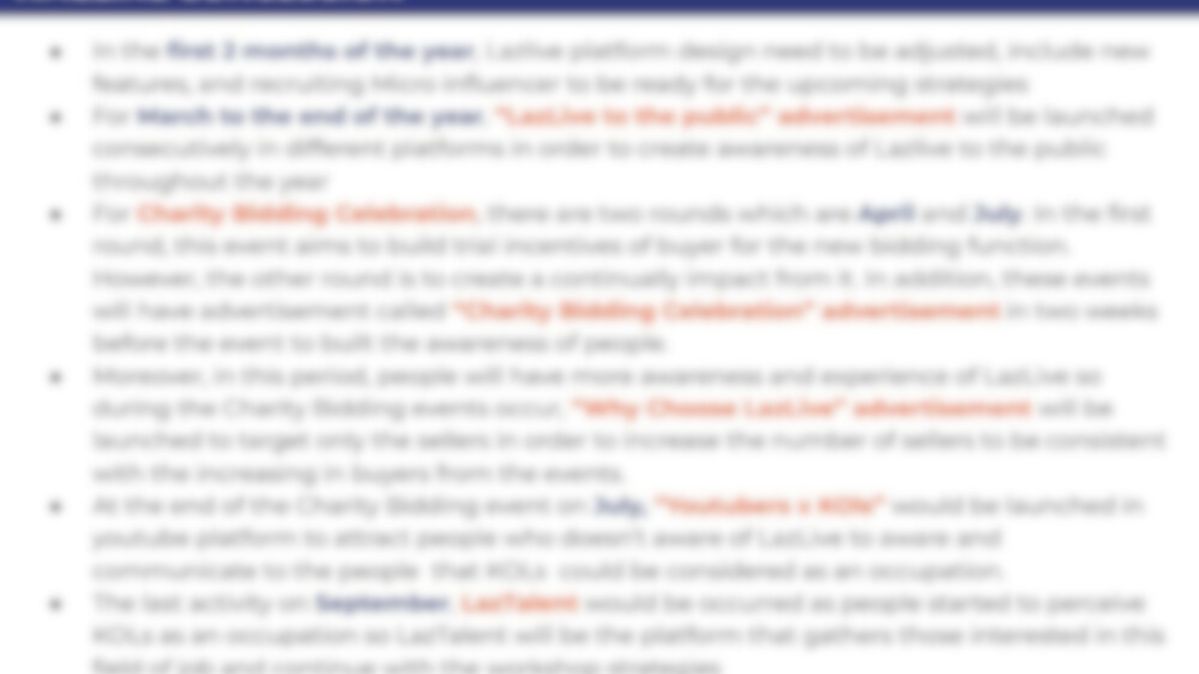 • In the first 2 months of the year, Lazlive platform design need to be adjusted, include new
features, and recruiting Micro-influencer to be ready for the upcoming strategies
• For March to the end of the year, "LazLive to the public" advertisement will be launched
consecutively in different platforms in order to create awareness of Lazlive to the public
throughout the year
• For Charity Bidding Celebration, there are two rounds which are April and July. In the first
round, this event aims to build trial incentives of buyer for the new bidding function.
However, the other round is to create a continually impact from it. In addition, these events
will have advertisement called "Charity Bidding Celebration" advertisement in two weeks
before the event to built the awareness of people.
• Moreover, in this period, people will have more awareness and experience of LazLive so
during the Charity Bidding events occur, "Why Choose LazLive" advertisement will be
launched to target only the sellers in order to increase the number of sellers to be consistent
with the increasing in buyers from the events.
• At the end of the Charity Bidding event on July, "Youtubers x KOls" would be launched in
youtube platform to attract people who doesn't aware of LazLive to aware and
communicate to the people that KOLs could be considered as an occupation.
• The last activity on September, LazTalent would be occurred as people started to perceive
KOLs as an occupation so LazTalent will be the platform that gathers those interested in this
field of job and continue with the workshop strategies